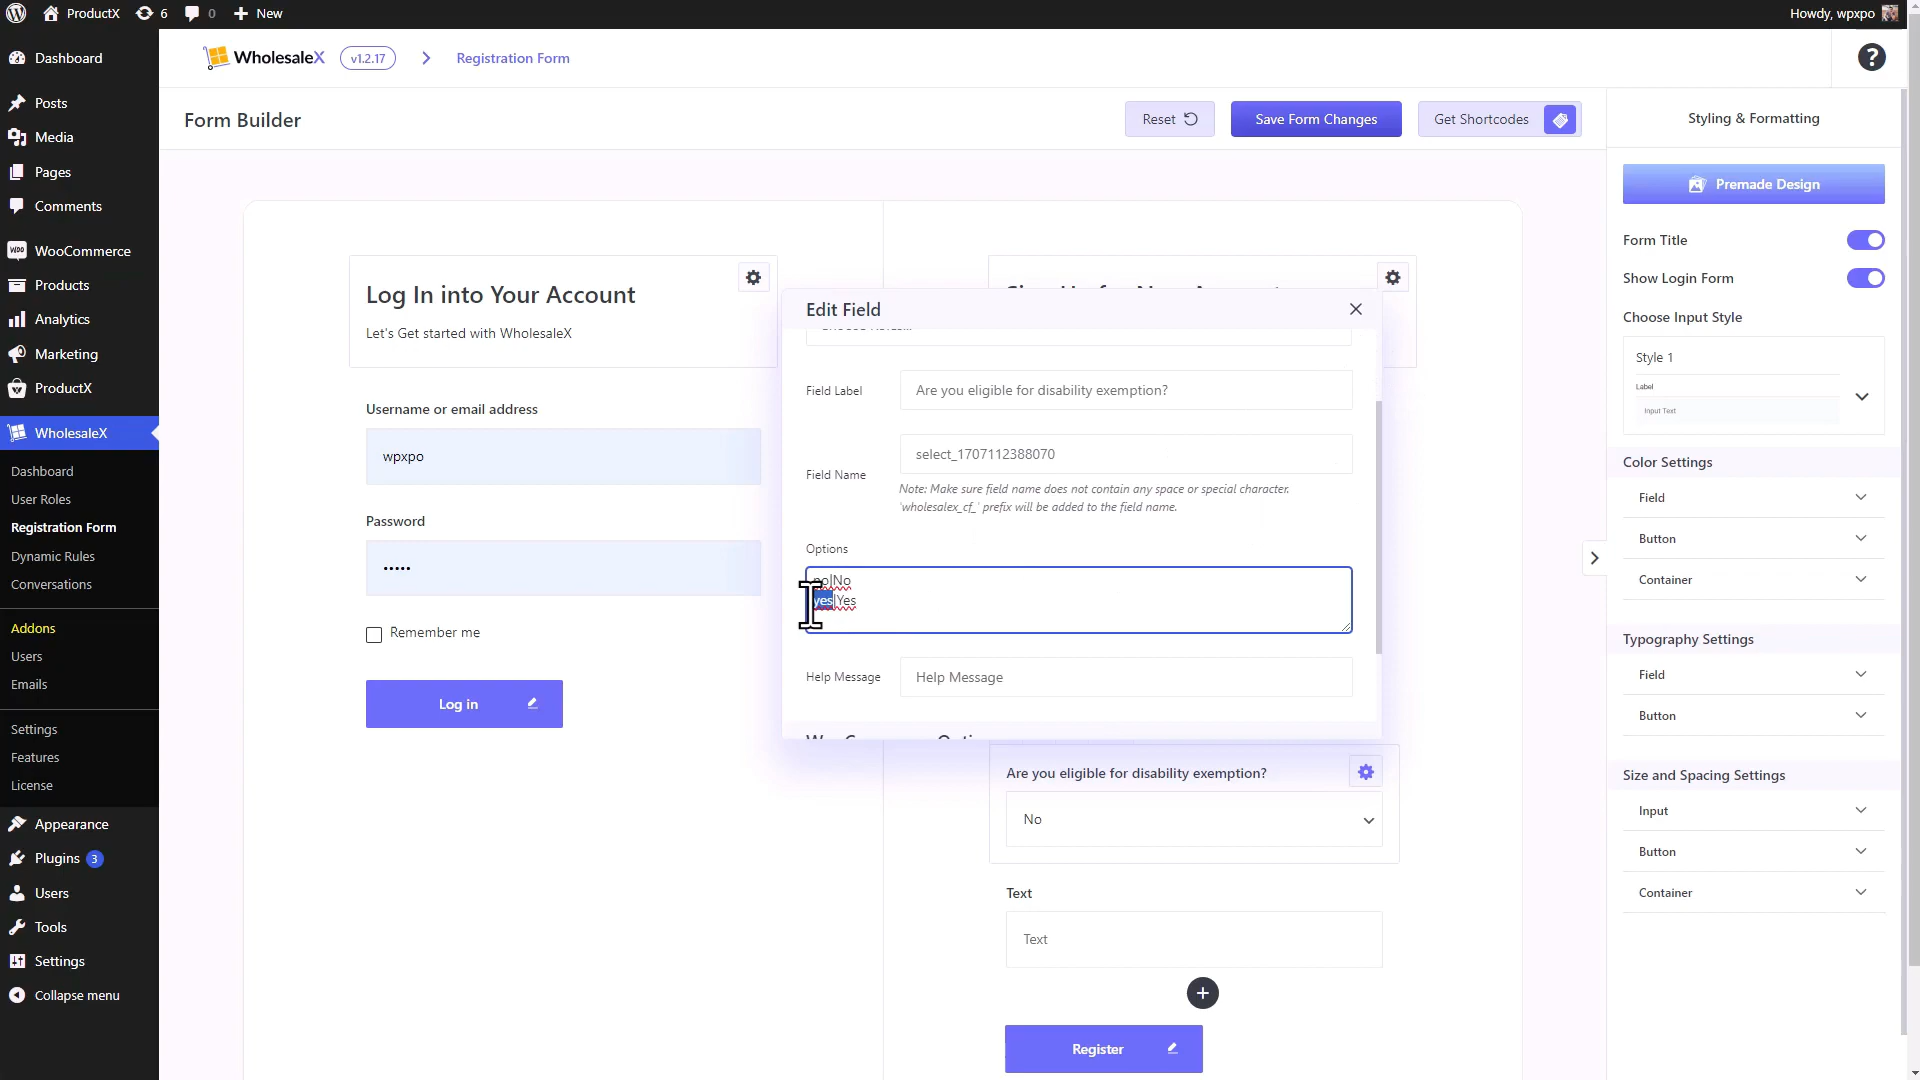 ProductX
6
0
New
Howdy, wpxpo
Dashboard
Posts
Media
Pages
Comments
WooCommerce
Products
Analytics
Marketing
ProductX
WholesaleX
Dashboard
User Roles
Registration Form
Dynamic Rules
Conversations
Addons
Users
Emails
Settings
Features
License
Appearance
Plugins 3
Users
Tools
Settings
Collapse menu
WholesaleX
v1.2.17
Registration Form
?
Form Builder
Reset
Save Form Changes
Get Shortcodes
Log In into Your Account
Let's Get started with WholesaleX
Username or email address
wpxpo
Password
•••••
Remember me
Log in
Edit Field
Field Label
Are you eligible for disability exemption?
Field Name
select_1707112388070
Note: Make sure field name does not contain any space or special character.
'wholesalex_cf_' prefix will be added to the field name.
Options
no|No
yes|Yes
Help Message
Help Message
Are you eligible for disability exemption?
No
Text
Text
Register
Styling & Formatting
Premade Design
Form Title
Show Login Form
Choose Input Style
Style 1
Label
Input Text
Color Settings
Field
Button
Container
Typography Settings
Field
Button
Size and Spacing Settings
Input
Button
Container